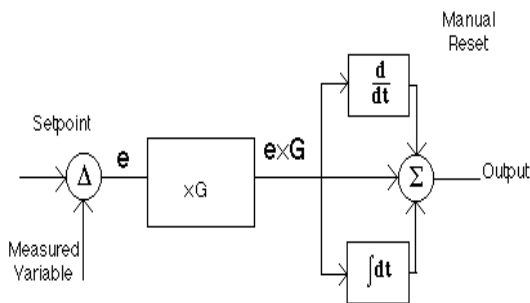 Manual
Reset
d
dt
Setpoint
e
e×G
Δ
×G
Σ
Output
Measured
Variable
∫dt